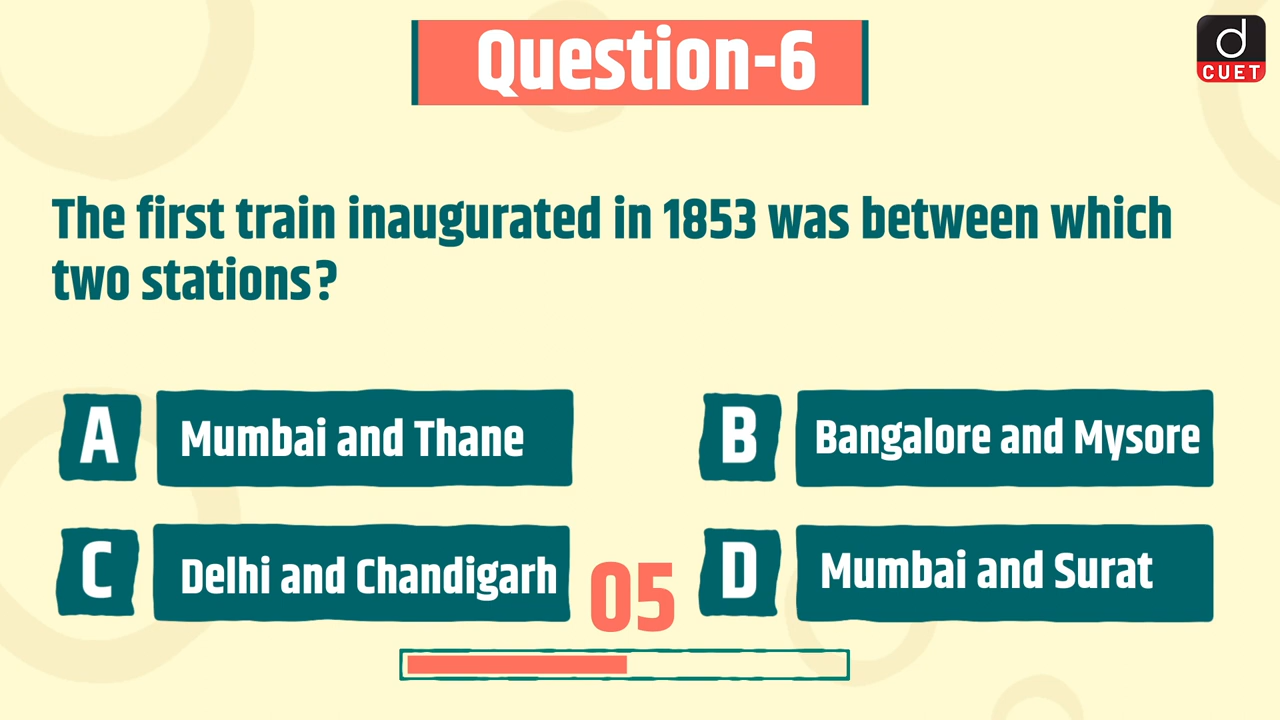 Question-6
d
CUET
The first train inaugurated in 1853 was between which
two stations?
A Mumbai and Thane
B Bangalore and Mysore
C Delhi and Chandigarh
D Mumbai and Surat
05